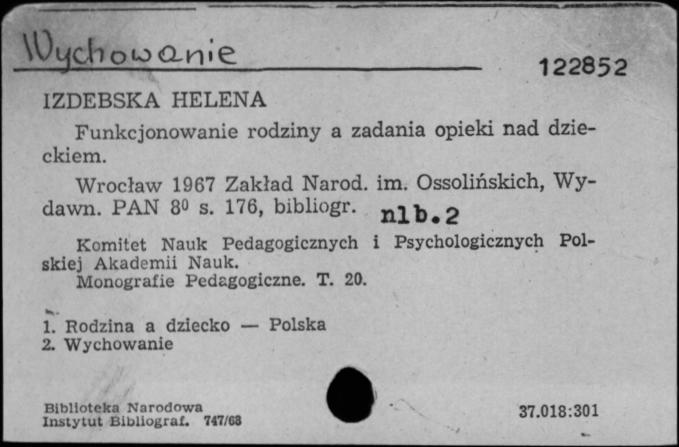 Wychowanie
122852
IZDEBSKA HELENA
Funkcjonowanie rodziny a zadania opieki nad dzie-
ckiem.
Wrocław 1967 Zakład Narod. im. Ossolińskich, Wy-
dawn. PAN 8⁰ s. 176, bibliogr. nlb.2
Komitet Nauk Pedagogicznych i Psychologicznych Pol-
skiej Akademii Nauk.
Monografie Pedagogiczne. T. 20.
1. Rodzina a dziecko — Polska
2. Wychowanie
Biblioteka Narodowa
Instytut Bibliograf. 747/68
37.018:301